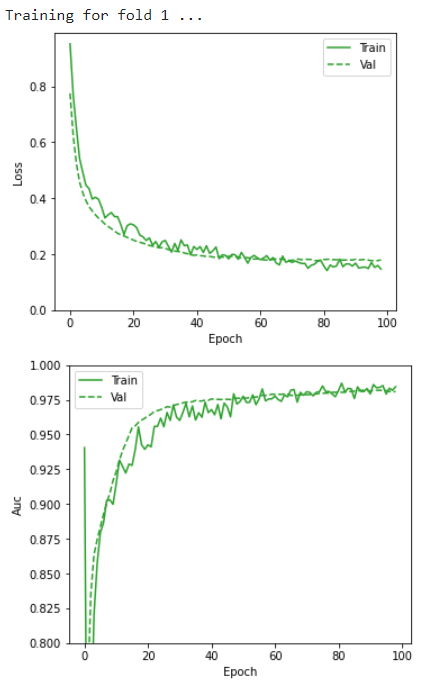 Training for fold 1 ...
Train
Val
0.8
0.6
0.4
0.2
0.0
Loss
0 20 40 60 80 100
Epoch
1.000
Train
Val
0.975
0.950
0.925
0.900
0.875
0.850
0.825
0.800
Auc
0 20 40 60 80 100
Epoch